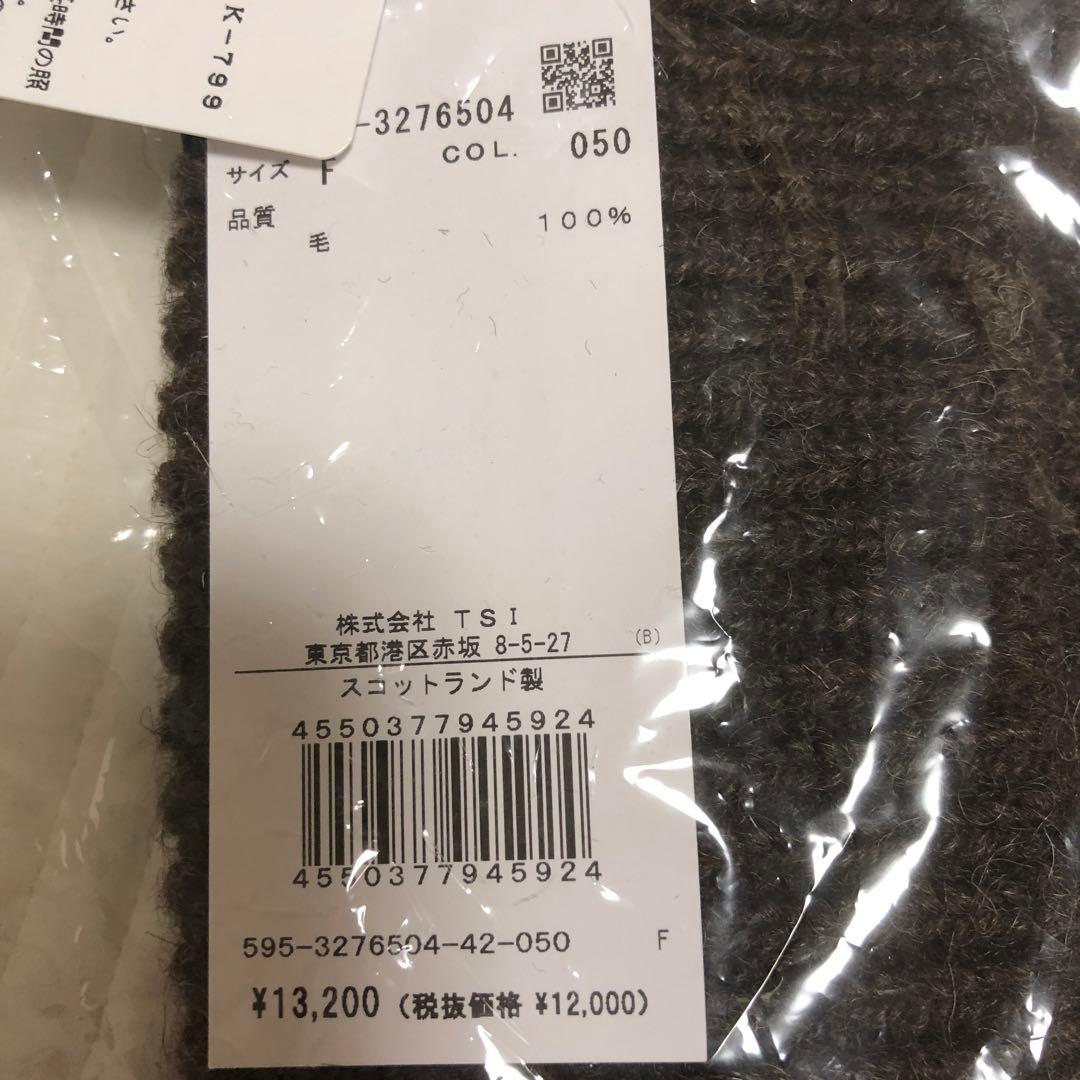 さい。
K-799
-3276504
COL. 050
サイズ F
品質
毛 100%
株式会社 TSI
東京都港区赤坂 8-5-27 (B)
スコットランド製
4550377945924
4550377945924
595-3276504-42-050 F
¥13,200 (税抜価格 ¥12,000)